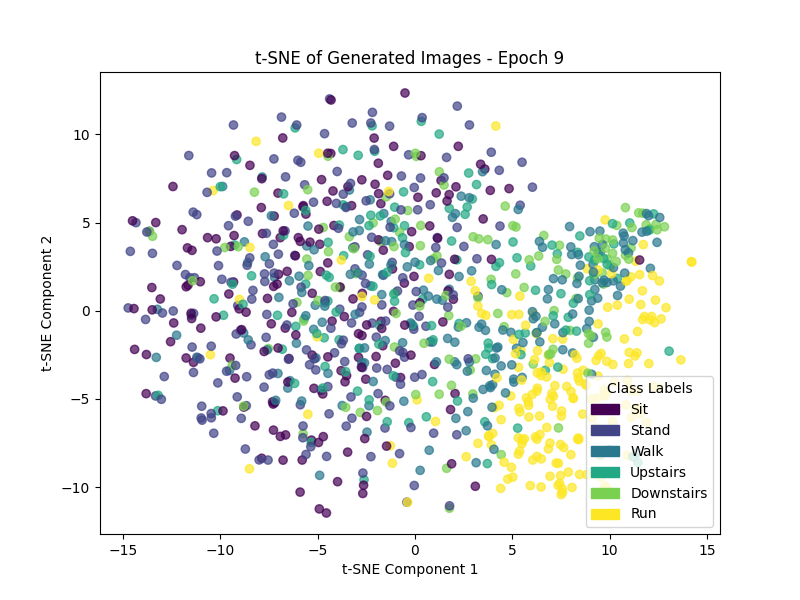 t-SNE of Generated Images - Epoch 9
t-SNE Component 2
10
5
0
−5
−10
−15
−10
−5
0
5
10
15
t-SNE Component 1
Class Labels
Sit
Stand
Walk
Upstairs
Downstairs
Run